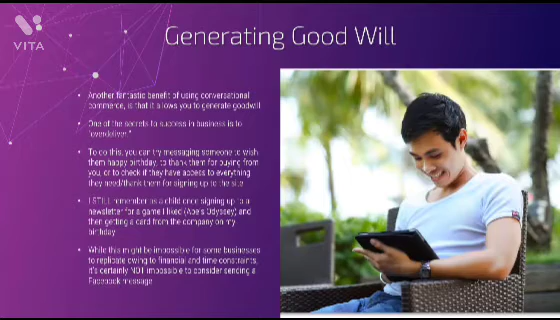 VITA
Generating Good Will
• Another fantastic benefit of using conversational
commerce, is that it allows you to generate goodwill
• One of the secrets to success in business is to
"overdeliver."
• To do this, you can try messaging someone to wish
them happy birthday, to thank them for buying from
you, or to check if they have access to everything
they need/thank them for signing up to the site
• I STILL remember as a child once signing up to a
newsletter for a game I liked (Abe's Odyssey) and
then getting a card from the company on my
birthday
• While this might be impossible for some businesses
to replicate owing to financial and time constraints,
it's certainly NOT impossible to consider sending a
Facebook message